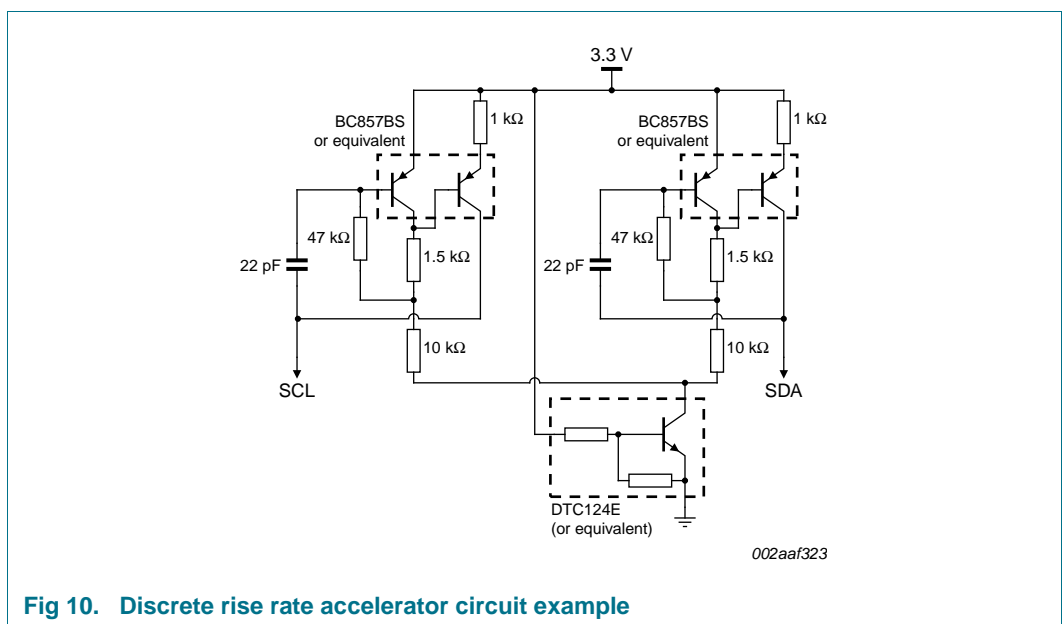 3.3 V
BC857BS
or equivalent
1 kΩ
BC857BS
or equivalent
1 kΩ
47 kΩ
22 pF
1.5 kΩ
47 kΩ
22 pF
1.5 kΩ
10 kΩ
10 kΩ
SCL
SDA
DTC124E
(or equivalent)
002aaf323
Fig 10. Discrete rise rate accelerator circuit example